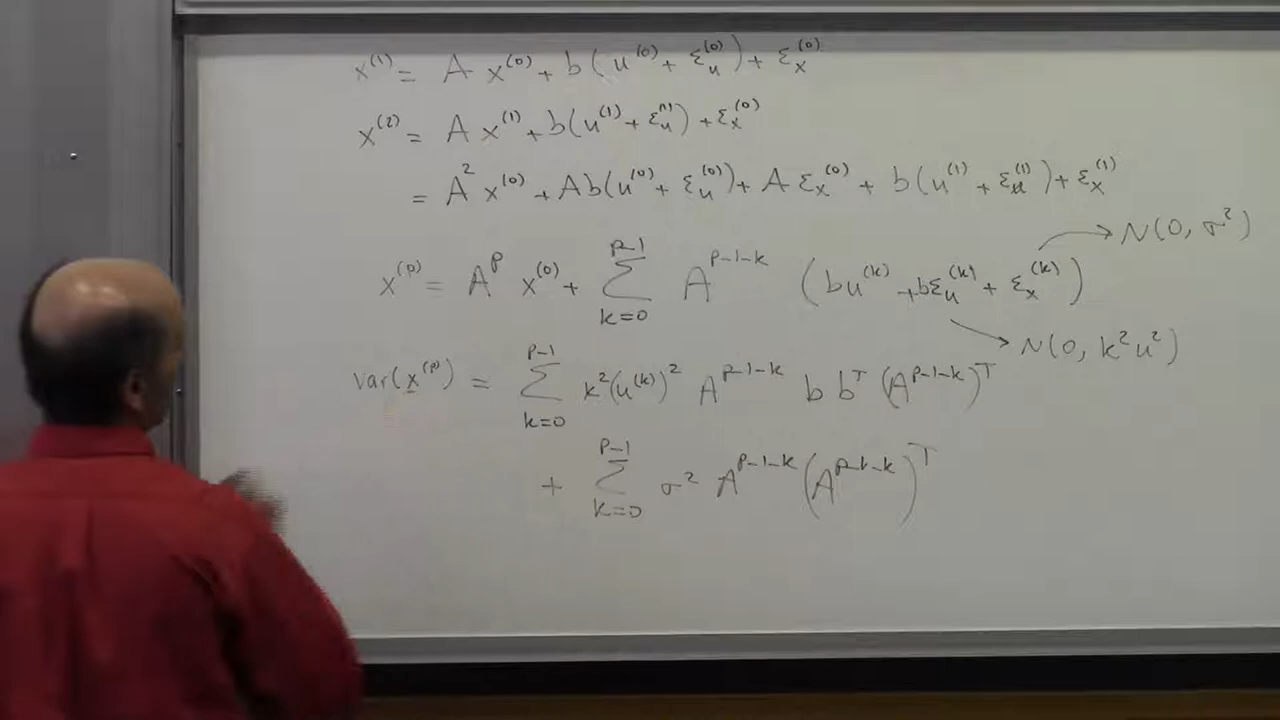 x^(1) = A x^(0) + b(u^(0) + ε_u^(0)) + ε_x^(0)
x^(2) = A x^(1) + b(u^(1) + ε_u^(1)) + ε_x^(0)
= A^2 x^(0) + Ab(u^(0) + ε_u^(0)) + A ε_x^(0) + b(u^(1) + ε_u^(1)) + ε_x^(1)
→ N(0, σ^2)
x^(p) = A^p x^(0) + Σ_{k=0}^{p-1} A^{p-1-k} (bu^(k) + bε_u^(k) + ε_x^(k))
→ N(0, k^2 u^2)
var(x^(p)) = Σ_{k=0}^{p-1} k^2 (u^(k))^2 A^{p-1-k} b b^T (A^{p-1-k})^T
+ Σ_{k=0}^{p-1} σ^2 A^{p-1-k} (A^{p-1-k})^T